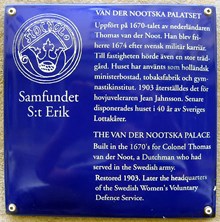 Samfundet
S:t Erik
VAN DER NOOTSKA PALATSET
Uppfört på 1670-talet av nederländaren
Thomas van der Noot. Han blev fri-
herre 1674 efter svensk militär karriär.
Till fastigheten hörde även en stor träd-
gård. Huset har använts som holländsk
ministerbostad, tobaksfabrik och gym-
nastikinstitut. 1903 återställdes det för
hovjuveleraren Jean Jahnsson. Senare
disponerades huset i 40 år av Sveriges
Lottakårer.
THE VAN DER NOOTSKA PALACE
Built in the 1670's for Colonel Thomas
van der Noot, a Dutchman who had
served in the Swedish army.
Restored 1903. Later the headquarters
of the Swedish Women's Voluntary
Defence Service.